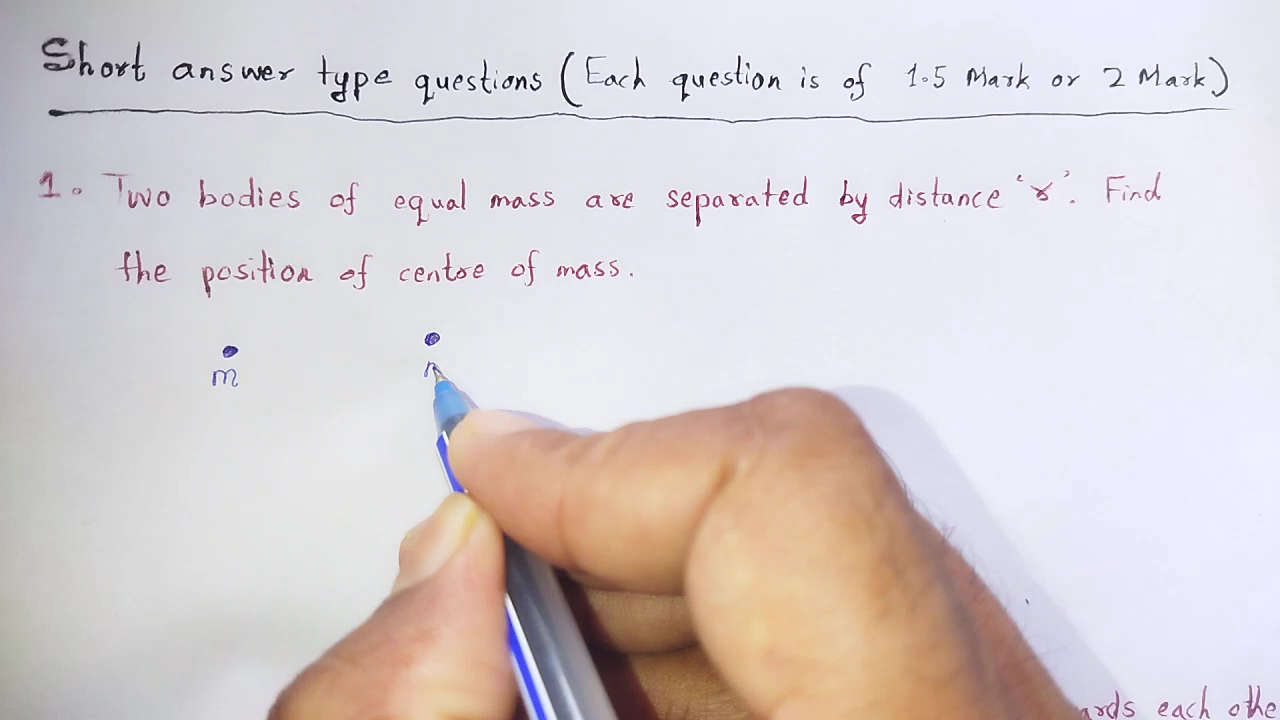 Short answer type questions (Each question is of 1.5 Mark or 2 Mark)
1. Two bodies of equal mass are separated by distance 'r'. Find
the position of centre of mass.
m
each othe